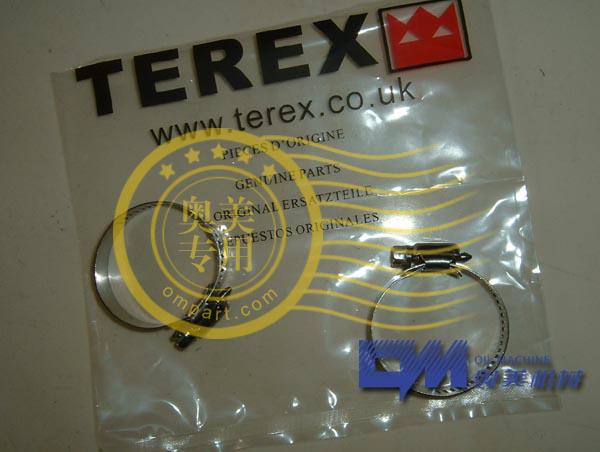 TEREX
www.terex.co.uk
PIECES D'ORIGINE
GENUINE PARTS
ORIGINAL ERSATZTEILE
REPUESTOS ORIGINALES
奥美
专用
ompart.com
OIL MACHINE
奥美机械